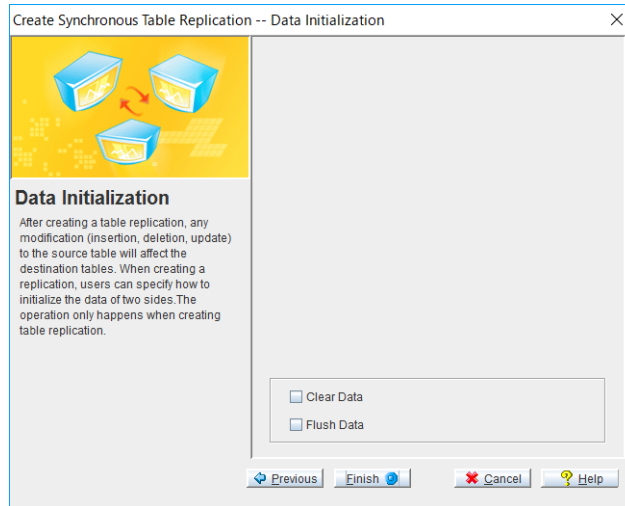 Create Synchronous Table Replication -- Data Initialization
Data Initialization
After creating a table replication, any
modification (insertion, deletion, update)
to the source table will affect the
destination tables. When creating a
replication, users can specify how to
initialize the data of two sides.The
operation only happens when creating
table replication.
Clear Data
Flush Data
Previous
Finish
Cancel
Help